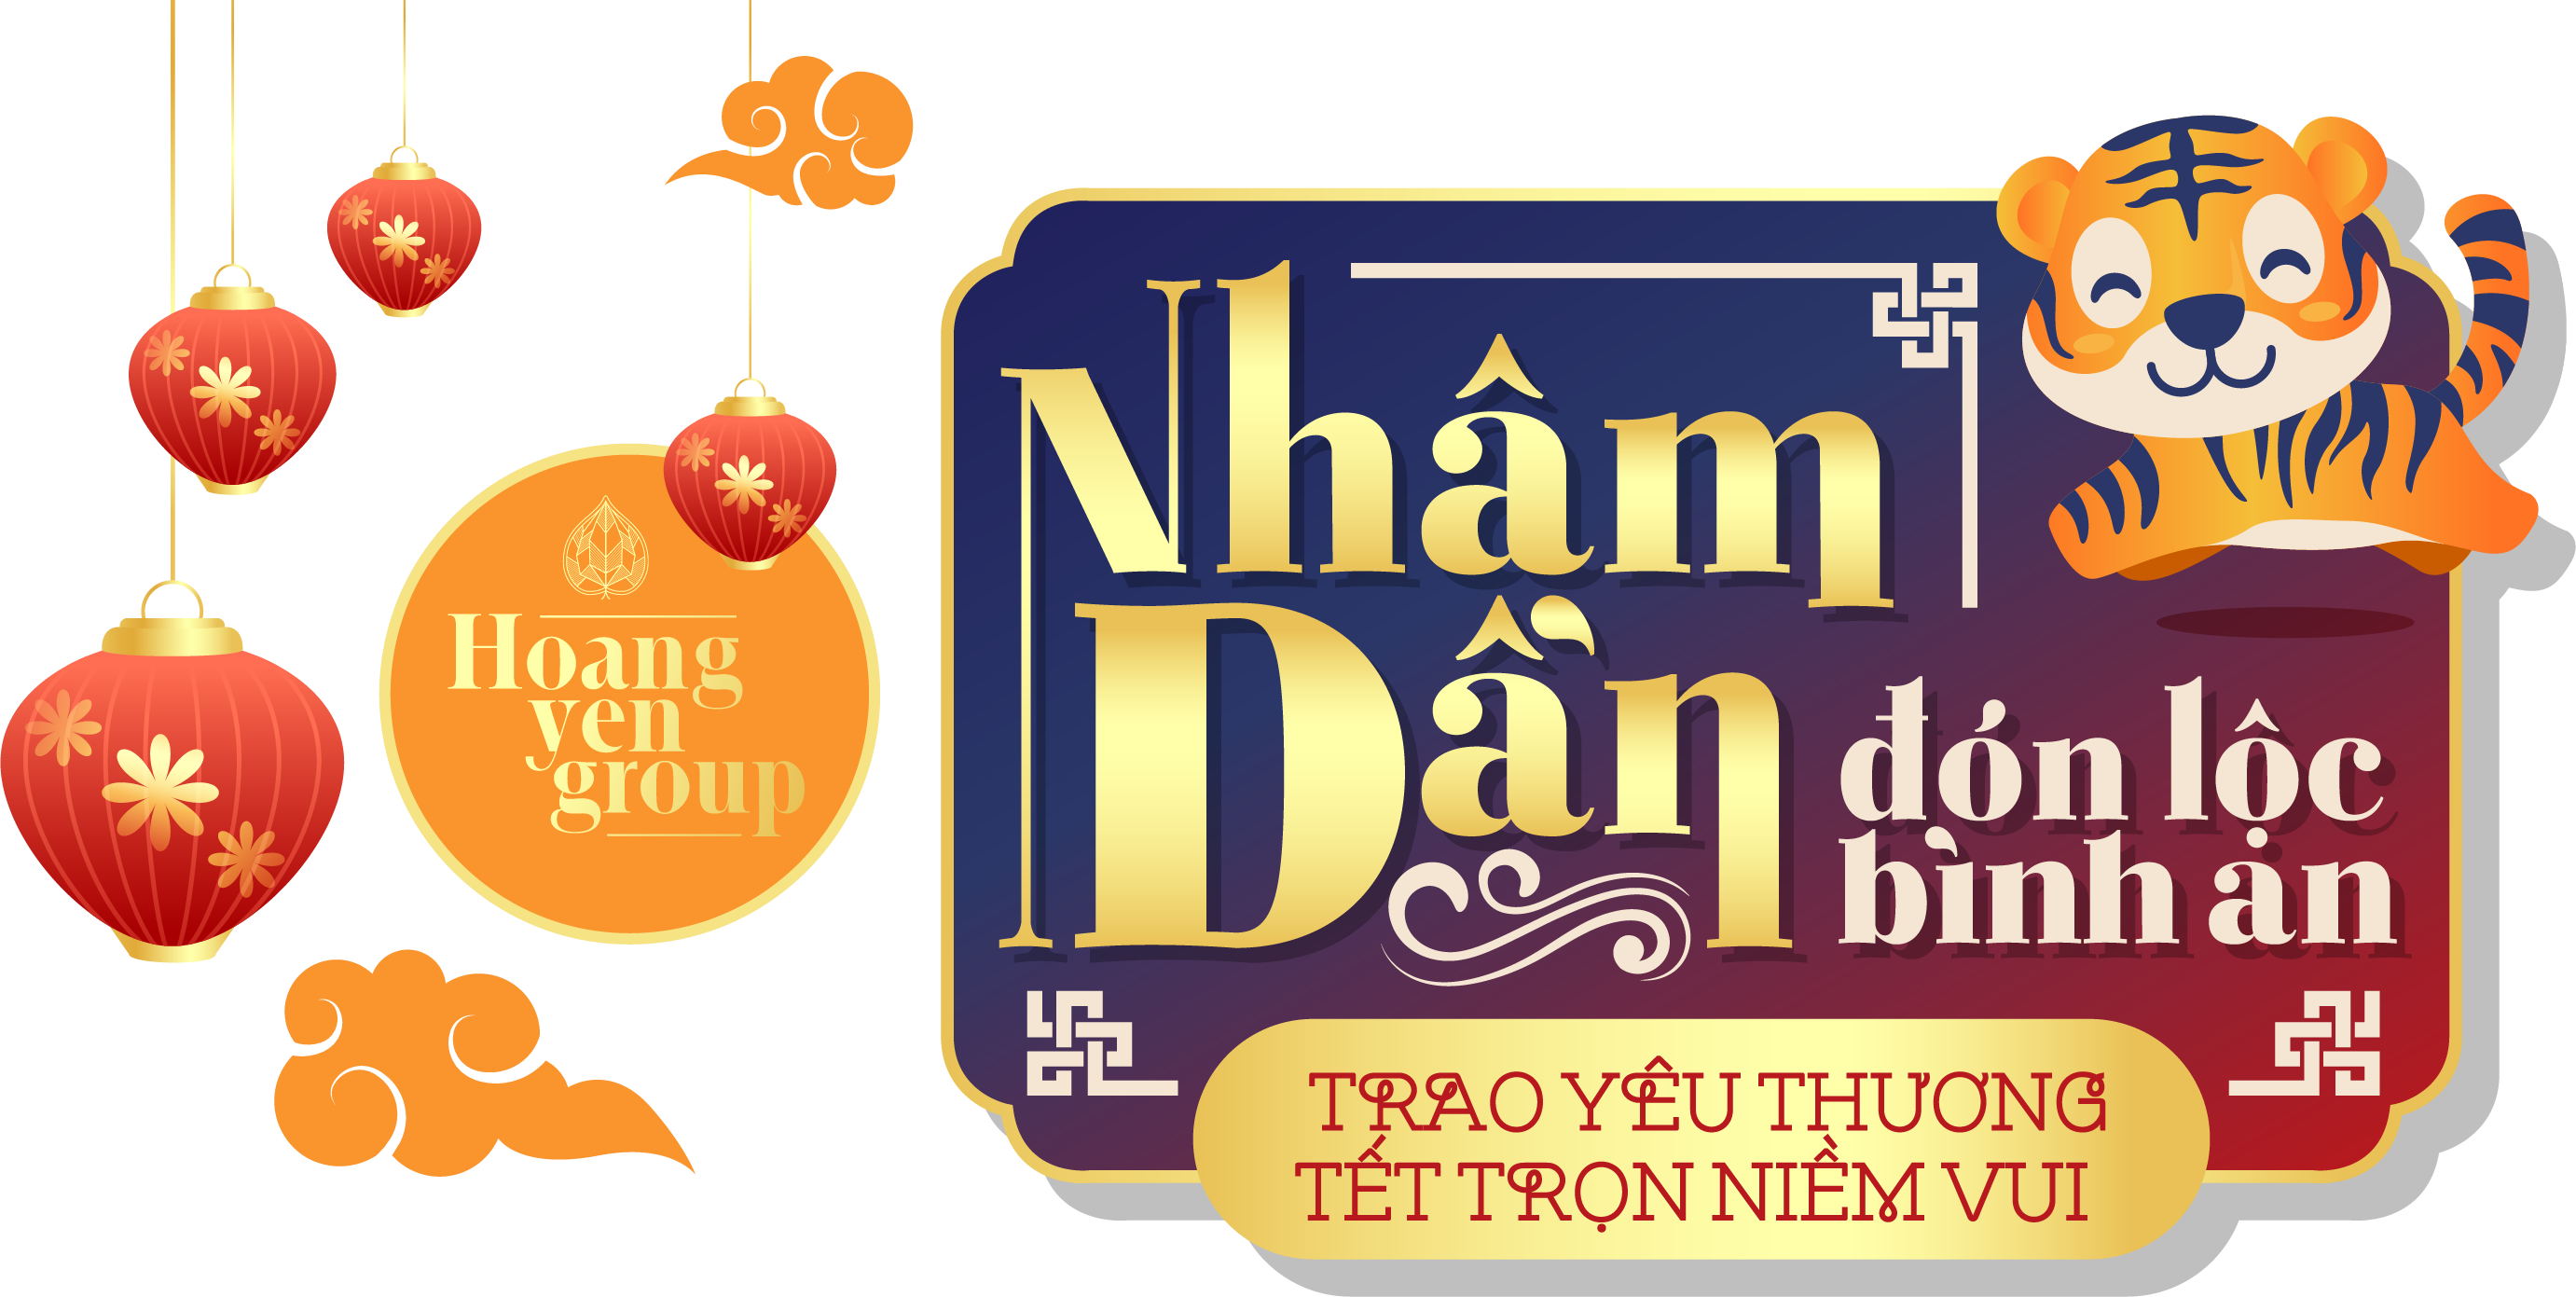 Hoang
yen
group
Nhâm
Dần
đón lộc
bình an
TRAO YÊU THƯƠNG
TẾT TRỌN NIỀM VUI